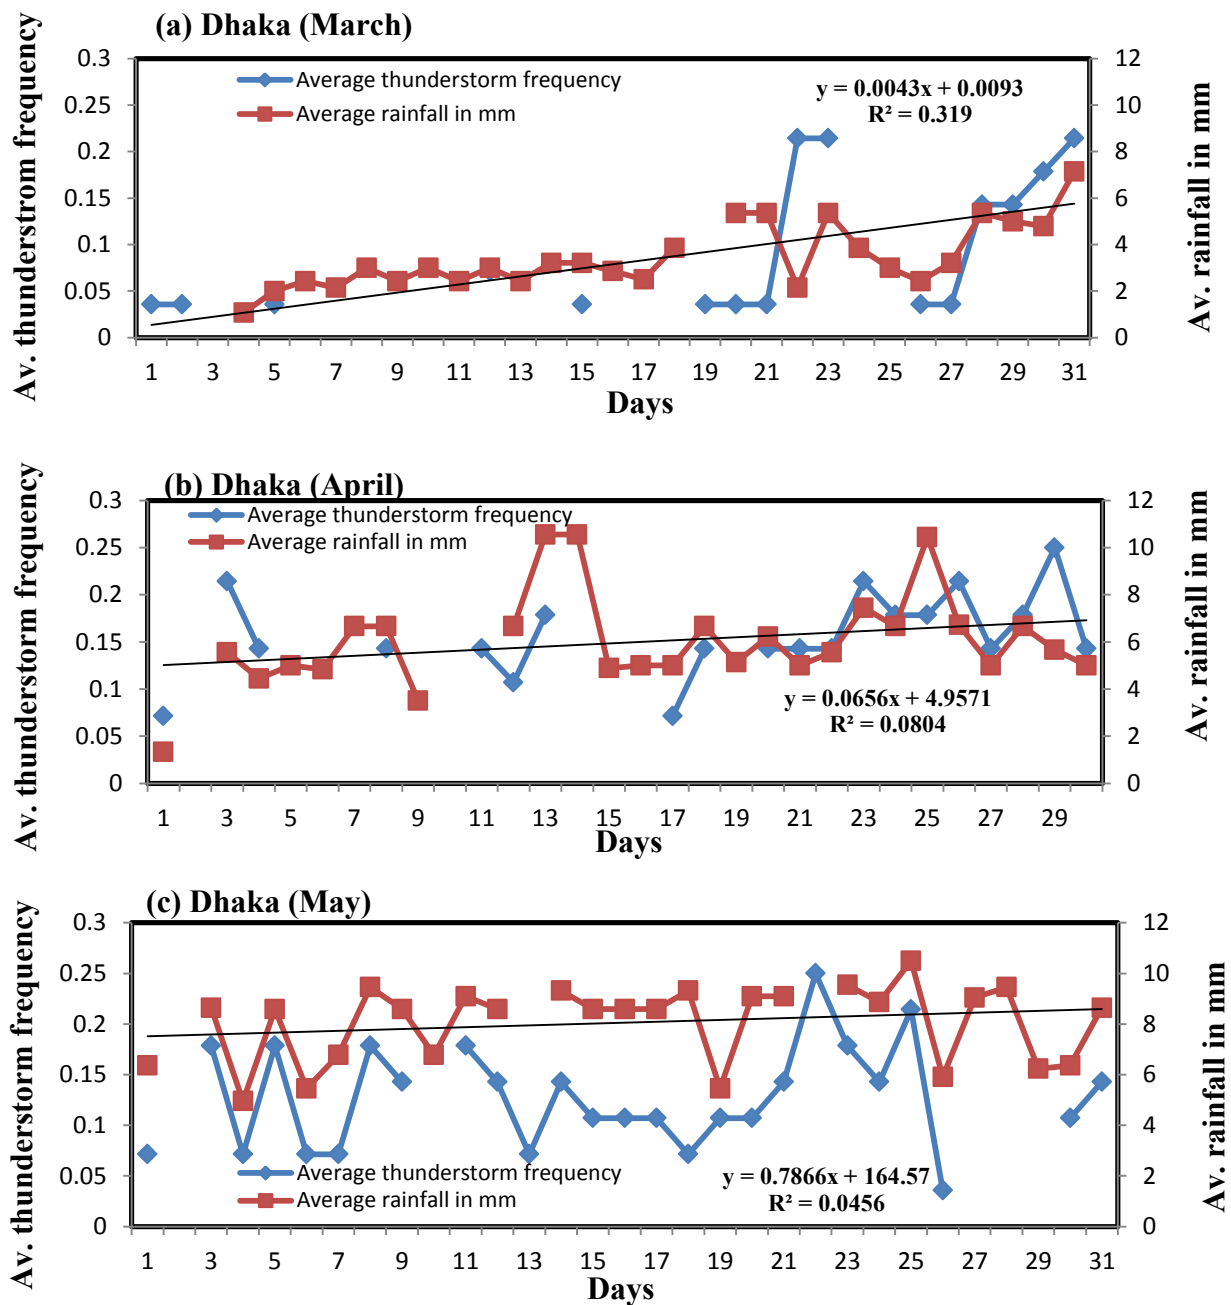 (a) Dhaka (March)
Av. thunderstrom frequency
0.3
0.25
0.2
0.15
0.1
0.05
0
Average thunderstorm frequency
Average rainfall in mm
y = 0.0043x + 0.0093
R² = 0.319
12
10
8
6
4
2
0
Av. rainfall in mm
1 3 5 7 9 11 13 15 17 19 21 23 25 27 29 31
Days
(b) Dhaka (April)
Av. thunderstorm frequency
0.3
0.25
0.2
0.15
0.1
0.05
0
Average thunderstorm frequency
Average rainfall in mm
y = 0.0656x + 4.9571
R² = 0.0804
12
10
8
6
4
2
0
Av. rainfall in mm
1 3 5 7 9 11 13 15 17 19 21 23 25 27 29
Days
(c) Dhaka (May)
Av. thunderstorm frequency
0.3
0.25
0.2
0.15
0.1
0.05
0
Average thunderstorm frequency
Average rainfall in mm
y = 0.7866x + 164.57
R² = 0.0456
12
10
8
6
4
2
0
Av. rainfall in mm
1 3 5 7 9 11 13 15 17 19 21 23 25 27 29 31
Days